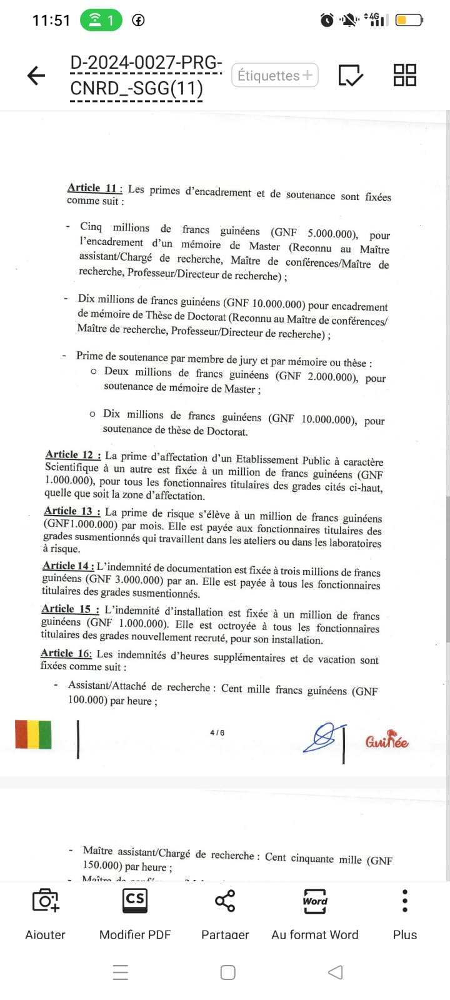 11:51
1
4G
D-2024-0027-PRG-
CNRD_-SGG(11)
Étiquettes+
Article 11 : Les primes d'encadrement et de soutenance sont fixées
comme suit :
- Cinq millions de francs guinéens (GNF 5.000.000), pour
l'encadrement d'un mémoire de Master (Reconnu au Maître
assistant/Chargé de recherche, Maître de conférences/Maître de
recherche, Professeur/Directeur de recherche) ;
- Dix millions de francs guinéens (GNF 10.000.000) pour encadrement
de mémoire de Thèse de Doctorat (Reconnu au Maître de conférences/
Maître de recherche, Professeur/Directeur de recherche) ;
- Prime de soutenance par membre de jury et par mémoire ou thèse :
o Deux millions de francs guinéens (GNF 2.000.000), pour
soutenance de mémoire de Master ;
o Dix millions de francs guinéens (GNF 10.000.000), pour
soutenance de thèse de Doctorat.
Article 12 : La prime d'affectation d'un Etablissement Public à caractère
Scientifique à un autre est fixée à un million de francs guinéens (GNF
1.000.000), pour tous les fonctionnaires titulaires des grades cités ci-haut,
quelle que soit la zone d'affectation.
Article 13 : La prime de risque s'élève à un million de francs guinéens
(GNF1.000.000) par mois. Elle est payée aux fonctionnaires titulaires des
grades susmentionnés qui travaillent dans les ateliers ou dans les laboratoires
à risque.
Article 14 : L'indemnité de documentation est fixée à trois millions de francs
guinéens (GNF 3.000.000) par an. Elle est payée à tous les fonctionnaires
titulaires des grades susmentionnés.
Article 15 : L'indemnité d'installation est fixée à un million de francs
guinéens (GNF 1.000.000). Elle est octroyée à tous les fonctionnaires
titulaires des grades nouvellement recruté, pour son installation.
Article 16: Les indemnités d'heures supplémentaires et de vacation sont
fixées comme suit :
- Assistant/Attaché de recherche : Cent mille francs guinéens (GNF
100.000) par heure ;
4/6
Guinée
- Maître assistant/Chargé de recherche : Cent cinquante mille (GNF
150.000) par heure ;
- Maître de
Ajouter
CS
Modifier PDF
Partager
Word
Au format Word
Plus